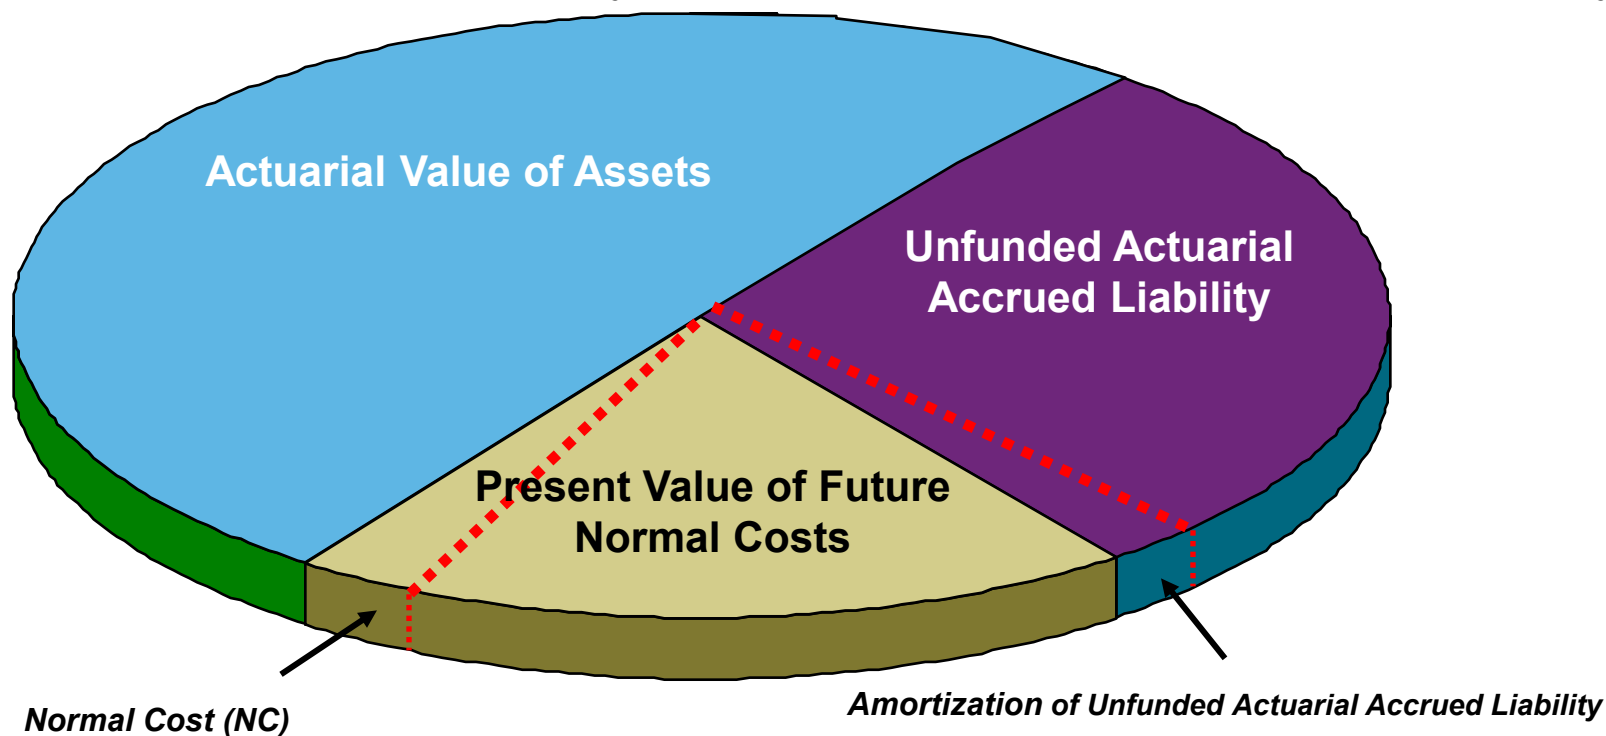 Actuarial Value of Assets
Unfunded Actuarial
Accrued Liability
Present Value of Future
Normal Costs
Normal Cost (NC)
Amortization of Unfunded Actuarial Accrued Liability